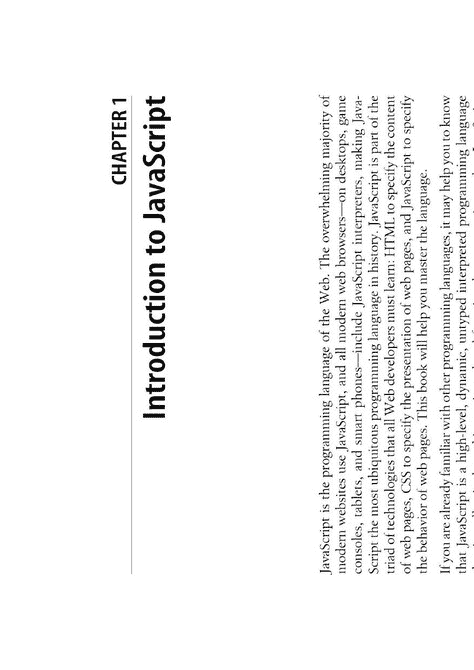 CHAPTER 1
Introduction to JavaScript
JavaScript is the programming language of the Web. The overwhelming majority of
modern websites use JavaScript, and all modern web browsers—on desktops, game
consoles, tablets, and smart phones—include JavaScript interpreters, making Java-
Script the most ubiquitous programming language in history. JavaScript is part of the
triad of technologies that all Web developers must learn: HTML to specify the content
of web pages, CSS to specify the presentation of web pages, and JavaScript to specify
the behavior of web pages. This book will help you master the language.
If you are already familiar with other programming languages, it may help you to know
that JavaScript is a high-level, dynamic, untyped interpreted programming language